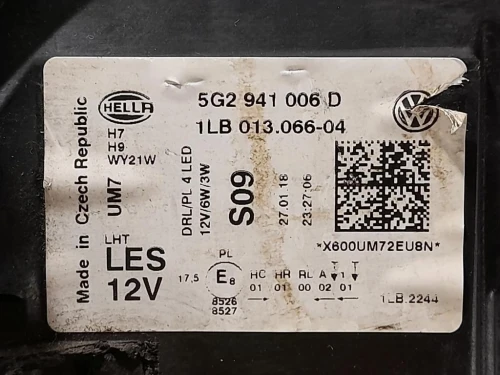 HELLA
5G2 941 006 D
1LB 013.066-04
Made in Czech Republic
H7
H9
WY21W
UM7
DRL/PL 4 LED
12V/6W/3W
S09
27.01.18
23:27:06
*X600UM72EU8N*
LHT
LES
12V
PL
17,5
E8
8526
8527
HC HR RL A 1
01 01 00 02 01
1LB.2244